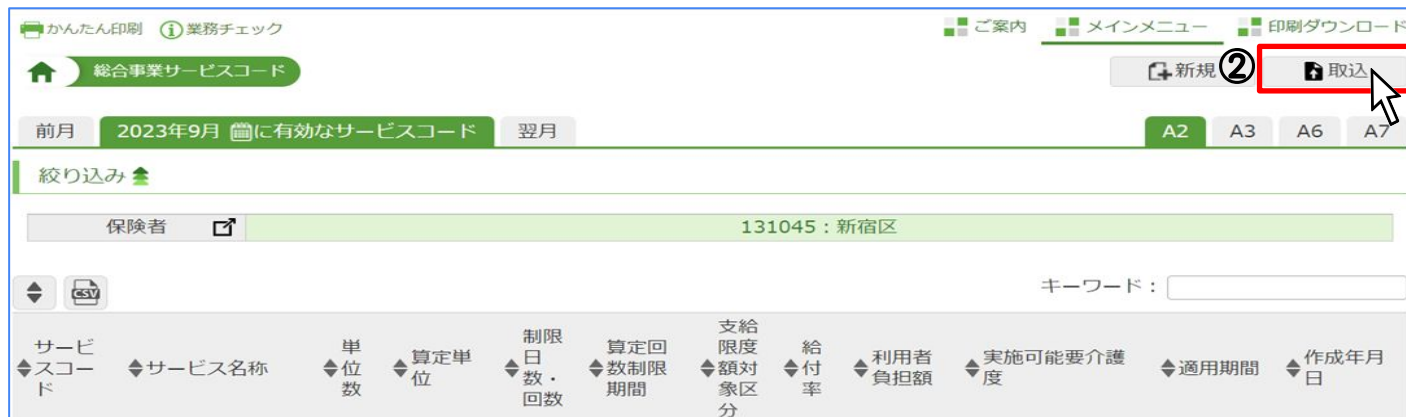 かんたん印刷 業務チェック ご案内 メインメニュー 印刷ダウンロード
総合事業サービスコード 新規 ② 取込
前月 2023年9月 に有効なサービスコード 翌月 A2 A3 A6 A7
絞り込み
保険者 131045：新宿区
CSV キーワード：
サービスコード サービス名称 単位数 算定単位 制限日数・回数 算定回数制限期間 支給限度額対象区分 給付率 利用者負担額 実施可能要介護度 適用期間 作成年月日